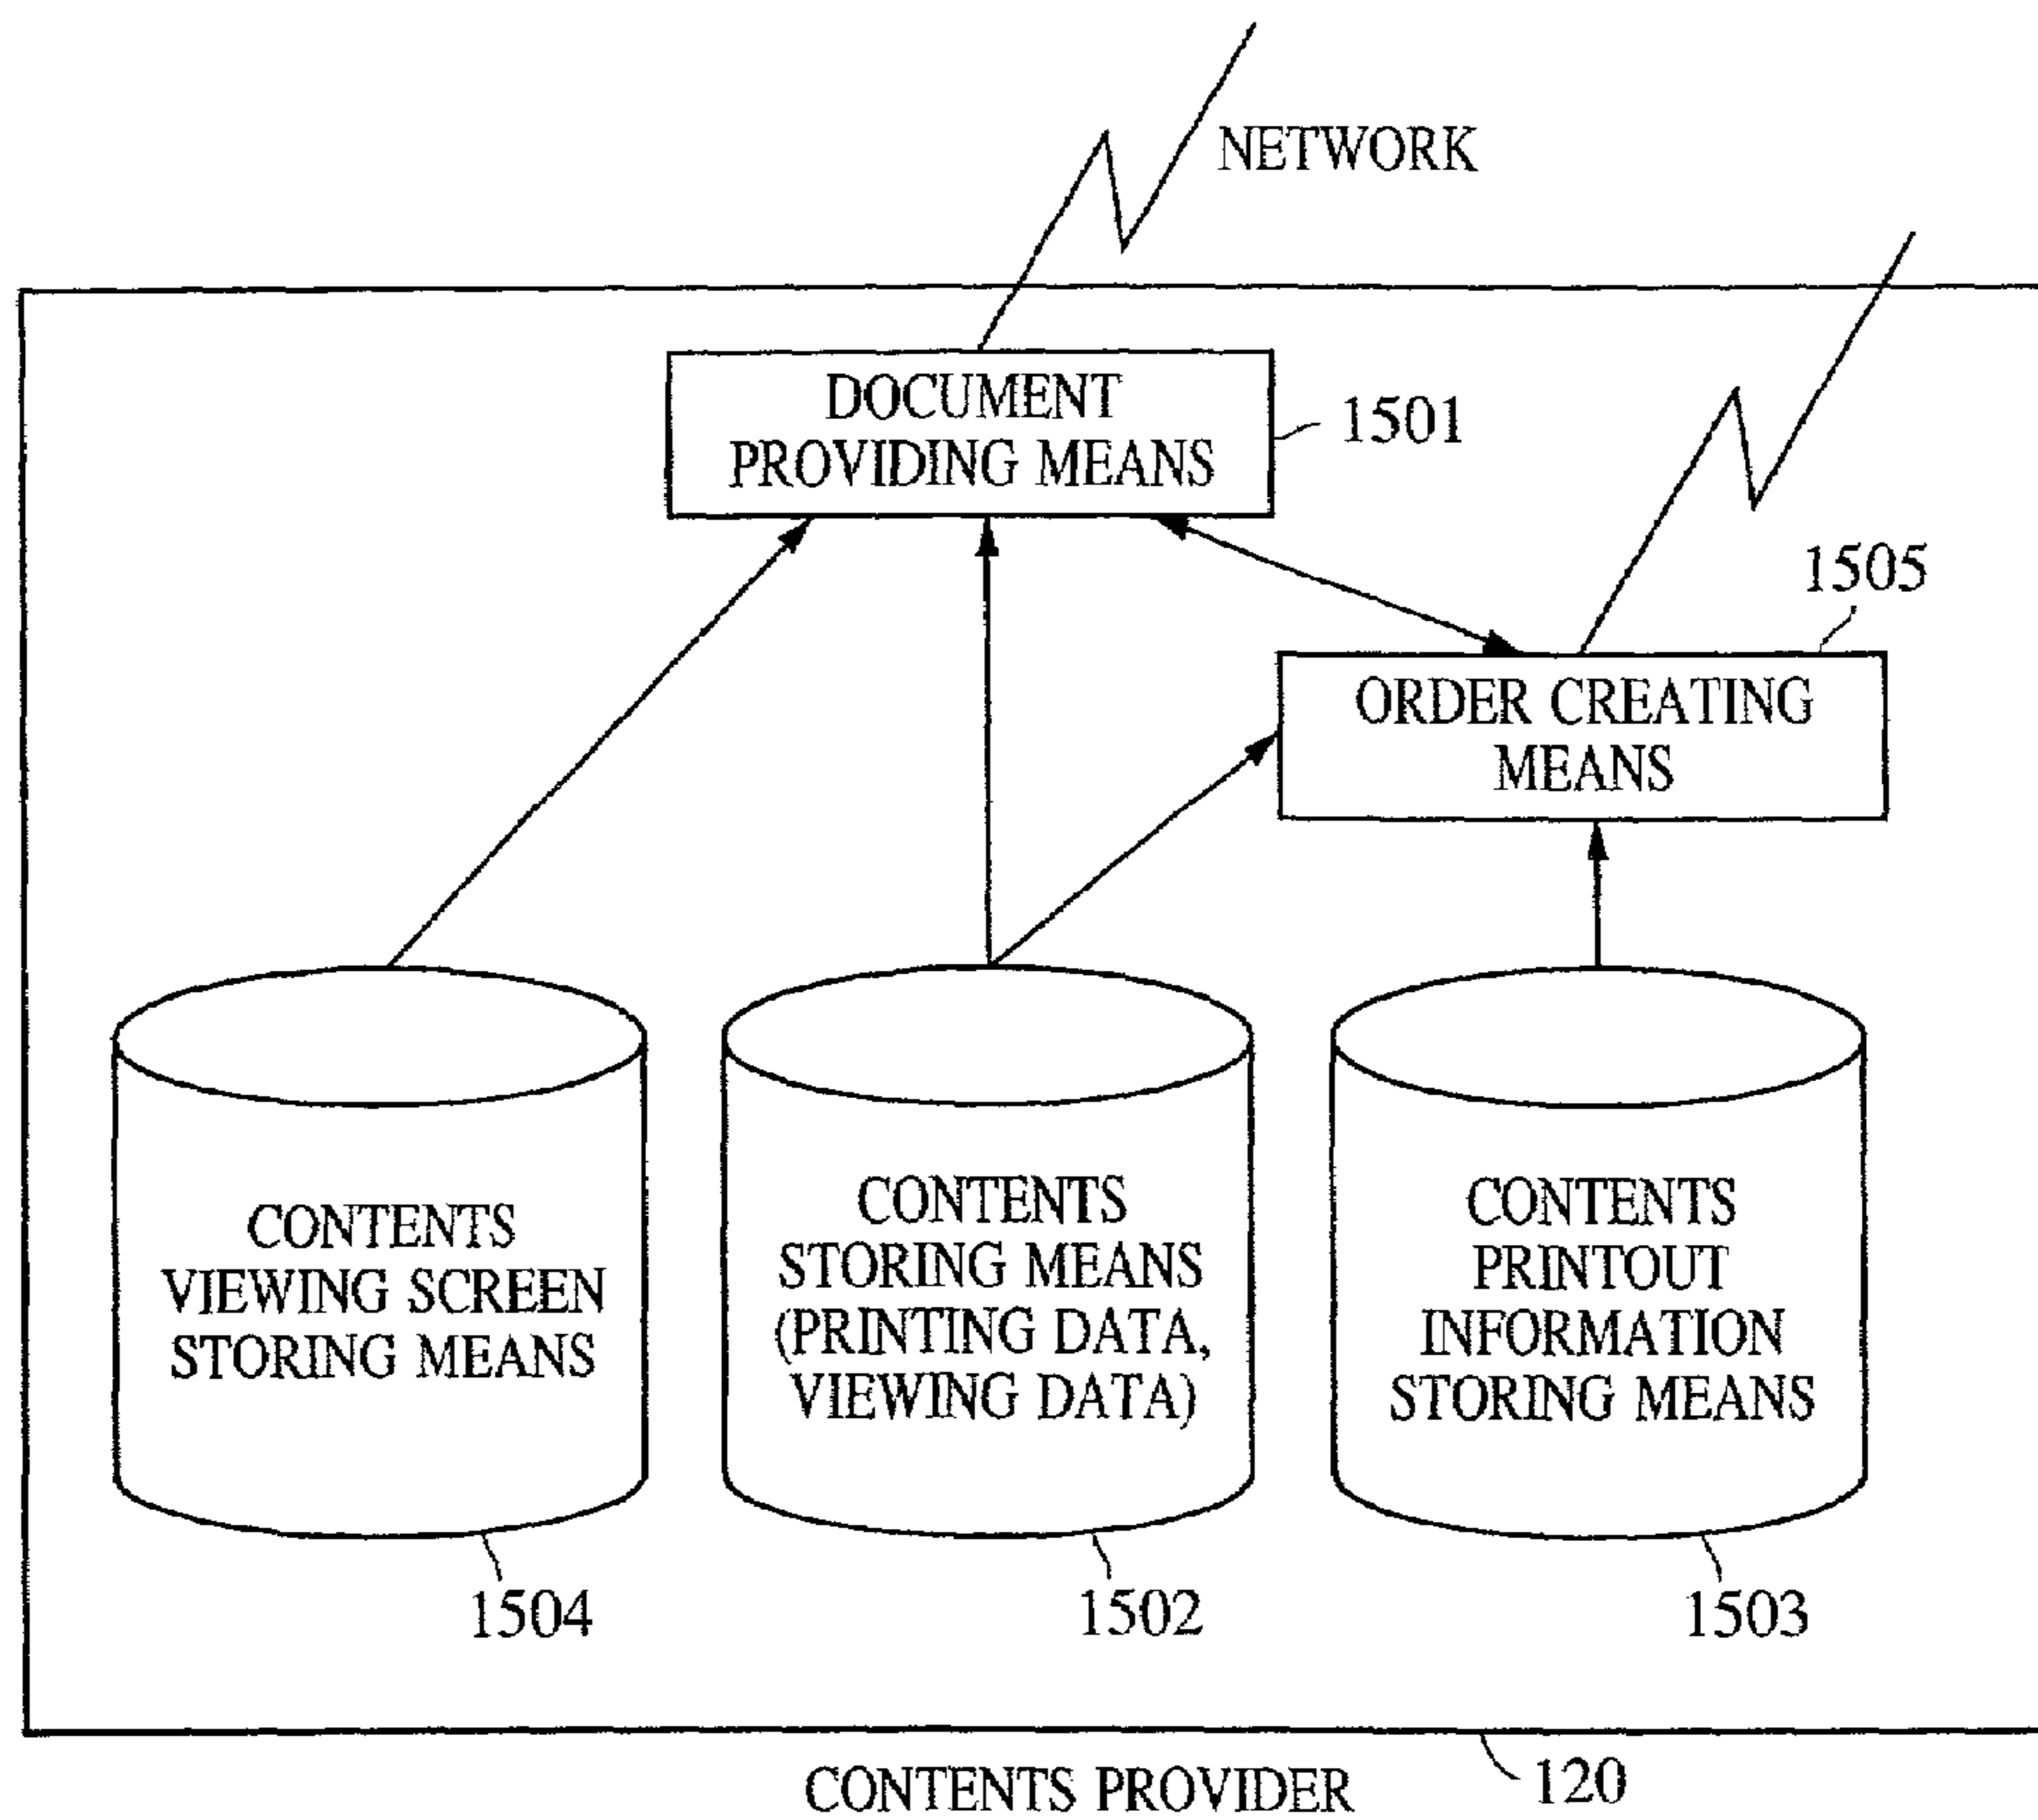 NETWORK
DOCUMENT
PROVIDING MEANS
1501
1505
ORDER CREATING
MEANS
CONTENTS
VIEWING SCREEN
STORING MEANS
CONTENTS
STORING MEANS
(PRINTING DATA,
VIEWING DATA)
CONTENTS
PRINTOUT
INFORMATION
STORING MEANS
1504
1502
1503
CONTENTS PROVIDER
120